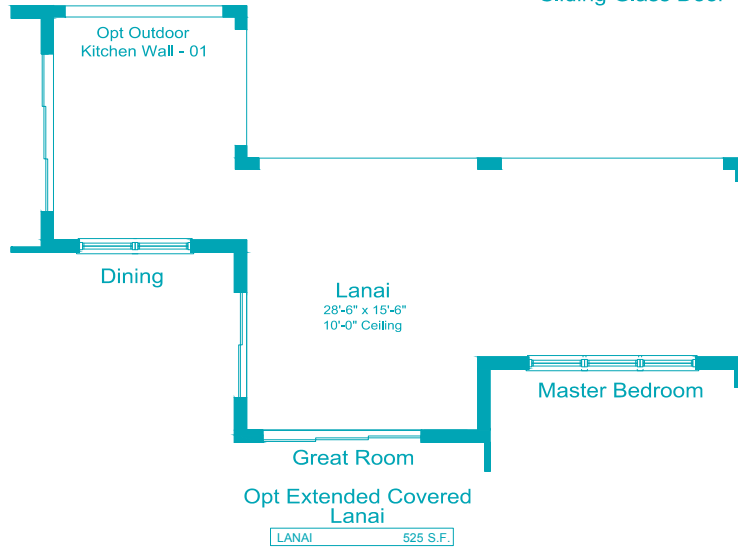 Opt Outdoor
Kitchen Wall - 01
Dining
Lanai
28'-6" x 15'-6"
10'-0" Ceiling
Master Bedroom
Great Room
Opt Extended Covered
Lanai
LANAI 525 S.F.